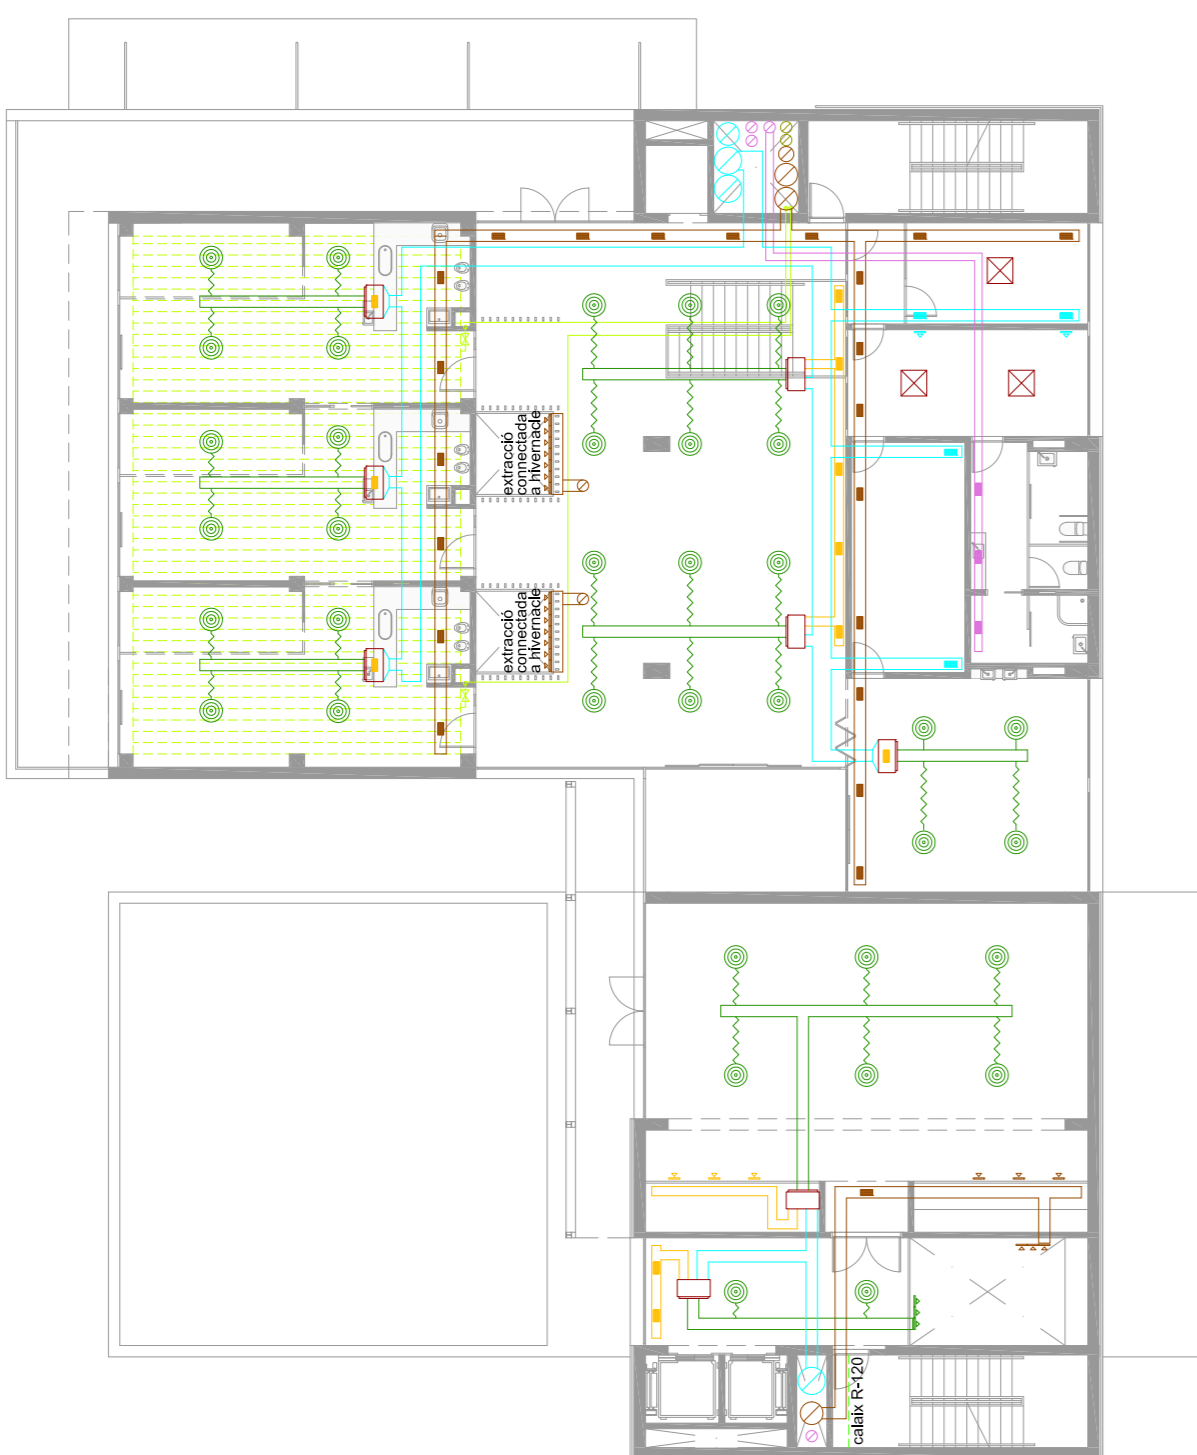 extracció
connectada
a hivernacle
extracció
connectada
a hivernacle
calaix R-120